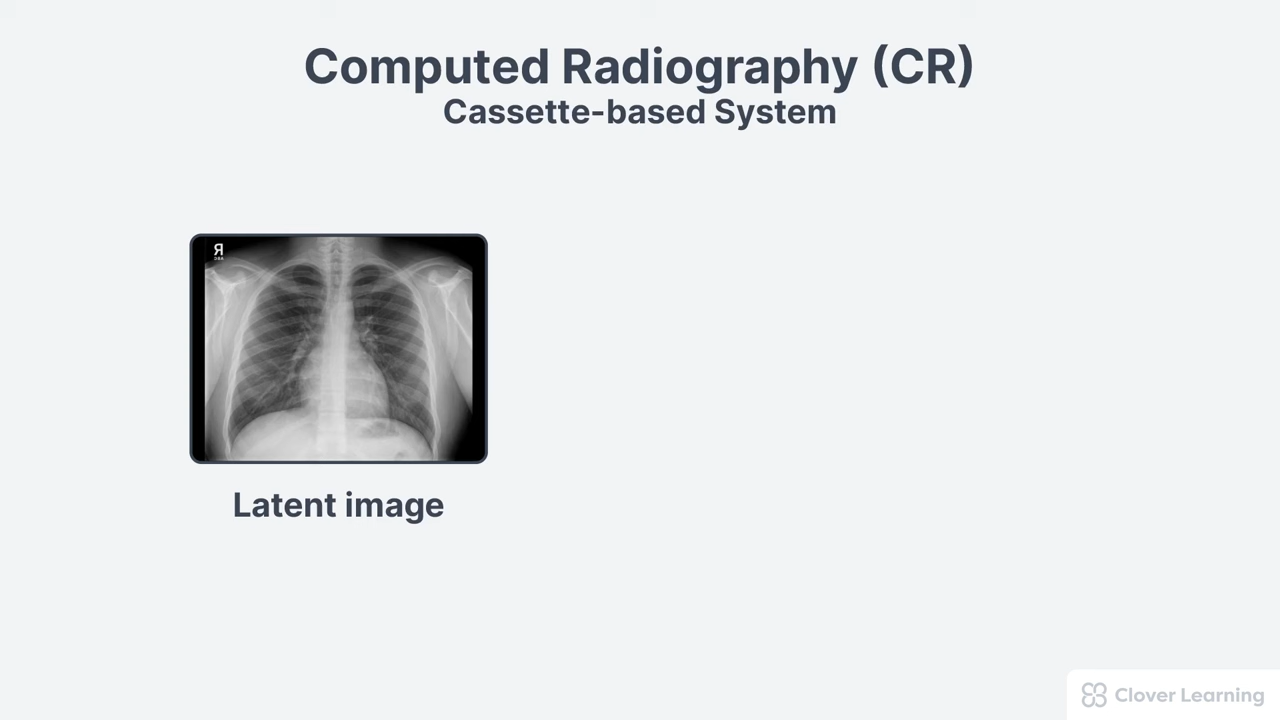 Computed Radiography (CR)
Cassette-based System
Я
Latent image
Clover Learning